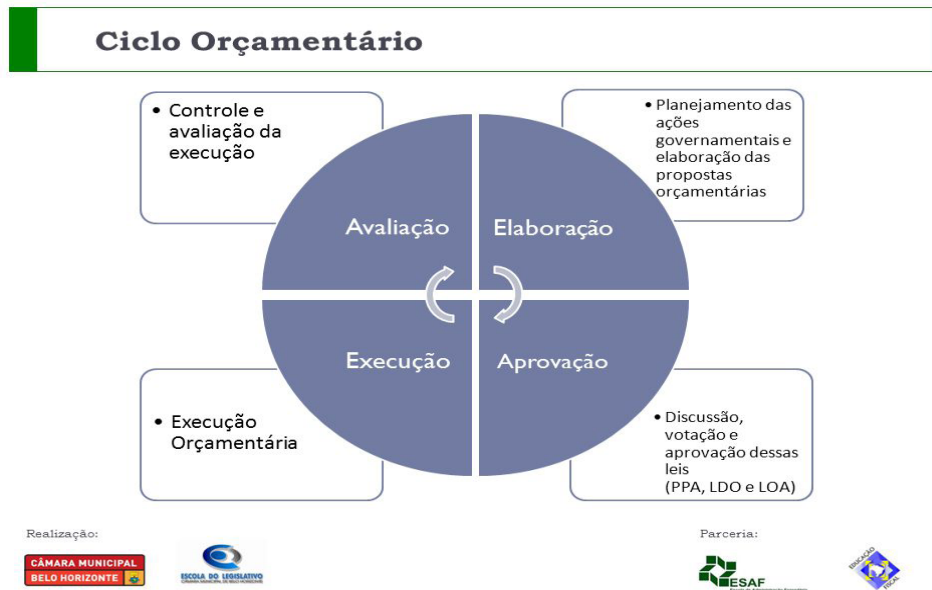 Ciclo Orçamentário
• Controle e
avaliação da
execução
• Planejamento das
ações
governamentais e
elaboração das
propostas
orçamentárias
Avaliação
Elaboração
Execução
Aprovação
• Execução
Orçamentária
• Discussão,
votação e
aprovação dessas
leis
(PPA, LDO e LOA)
Realização:
Parceria:
CÂMARA MUNICIPAL
BELO HORIZONTE
ESCOLA DO LEGISLATIVO
ESAF
EDUCAÇÃO
FISCAL